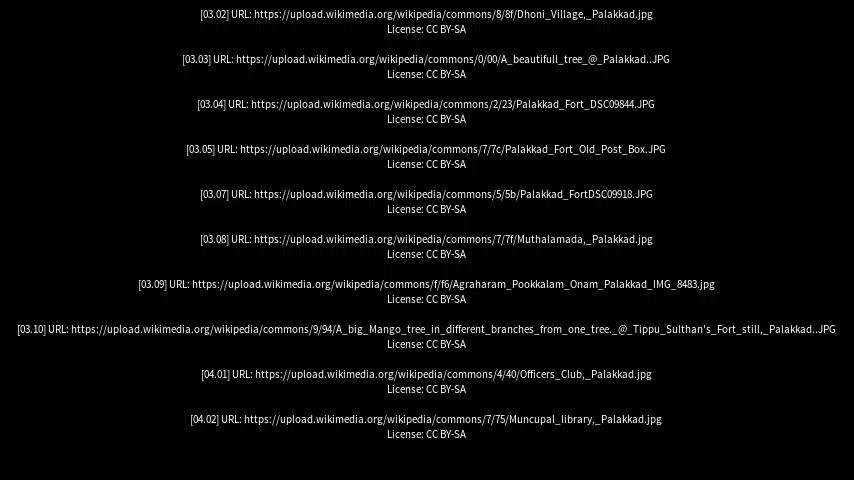 [03.02] URL: https://upload.wikimedia.org/wikipedia/commons/8/8f/Dhoni_Village,_Palakkad.jpg
License: CC BY-SA
[03.03] URL: https://upload.wikimedia.org/wikipedia/commons/0/00/A_beautifull_tree_@_Palakkad..JPG
License: CC BY-SA
[03.04] URL: https://upload.wikimedia.org/wikipedia/commons/2/23/Palakkad_Fort_DSC09844.JPG
License: CC BY-SA
[03.05] URL: https://upload.wikimedia.org/wikipedia/commons/7/7c/Palakkad_Fort_Old_Post_Box.JPG
License: CC BY-SA
[03.07] URL: https://upload.wikimedia.org/wikipedia/commons/5/5b/Palakkad_FortDSC09918.JPG
License: CC BY-SA
[03.08] URL: https://upload.wikimedia.org/wikipedia/commons/7/7f/Muthalamada,_Palakkad.jpg
License: CC BY-SA
[03.09] URL: https://upload.wikimedia.org/wikipedia/commons/f/f6/Agraharam_Pookkalam_Onam_Palakkad_IMG_8483.jpg
License: CC BY-SA
[03.10] URL: https://upload.wikimedia.org/wikipedia/commons/9/94/A_big_Mango_tree_in_different_branches_from_one_tree._@_Tippu_Sulthan's_Fort_still,_Palakkad..JPG
License: CC BY-SA
[04.01] URL: https://upload.wikimedia.org/wikipedia/commons/4/40/Officers_Club,_Palakkad.jpg
License: CC BY-SA
[04.02] URL: https://upload.wikimedia.org/wikipedia/commons/7/75/Muncupal_library,_Palakkad.jpg
License: CC BY-SA